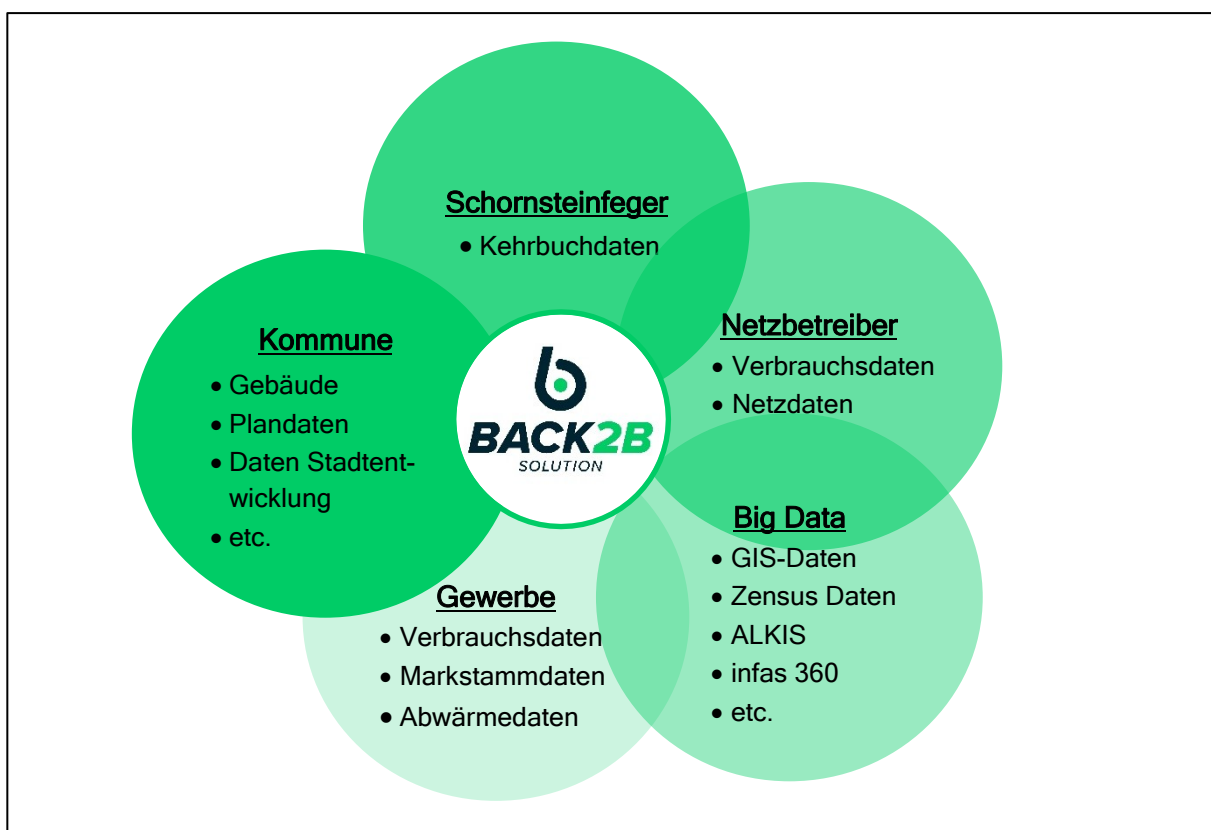 Schornsteinfeger
• Kehrbuchdaten
Kommune
• Gebäude
• Plandaten
• Daten Stadtent-
wicklung
• etc.
BACK2B
SOLUTION
Netzbetreiber
• Verbrauchsdaten
• Netzdaten
Gewerbe
• Verbrauchsdaten
• Markstammdaten
• Abwärmedaten
Big Data
• GIS-Daten
• Zensus Daten
• ALKIS
• infas 360
• etc.